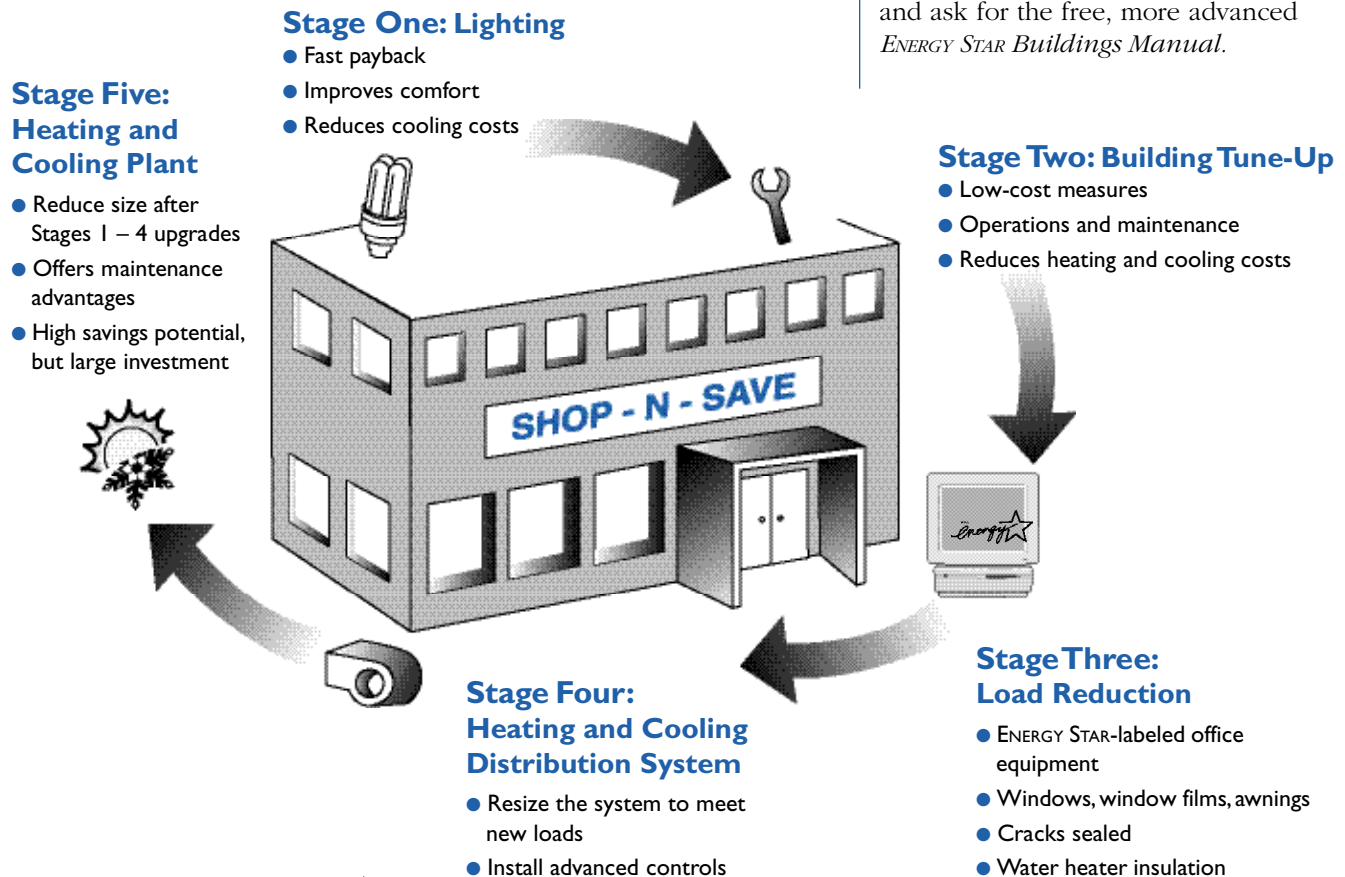 and ask for the free, more advanced
ENERGY STAR Buildings Manual.
Stage One: Lighting
● Fast payback
● Improves comfort
● Reduces cooling costs
Stage Two: Building Tune-Up
● Low-cost measures
● Operations and maintenance
● Reduces heating and cooling costs
Stage Three:
Load Reduction
● ENERGY STAR-labeled office
equipment
● Windows, window films, awnings
● Cracks sealed
● Water heater insulation
Stage Four:
Heating and Cooling
Distribution System
● Resize the system to meet
new loads
● Install advanced controls
Stage Five:
Heating and
Cooling Plant
● Reduce size after
Stages 1 – 4 upgrades
● Offers maintenance
advantages
● High savings potential,
but large investment
SHOP - N - SAVE
energy